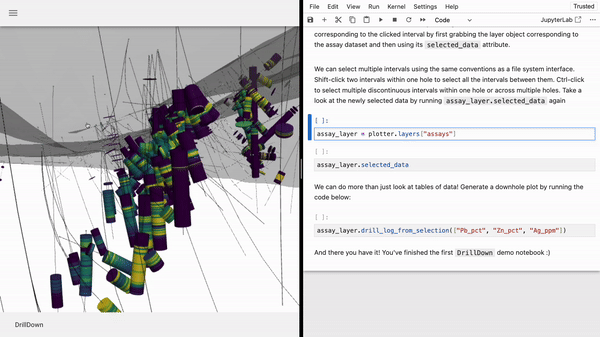 DrillDown
File Edit View Run Kernel Settings Help Trusted
Code JupyterLab
corresponding to the clicked interval by first grabbing the layer object corresponding
to the assay dataset and then using its selected_data attribute.
We can select multiple intervals using the same conventions as a file system interface.
Shift-click two intervals within one hole to select all the intervals between them. Ctrl-click
to select multiple discontinuous intervals within one hole or across multiple holes. Take a
look at the newly selected data by running assay_layer.selected_data again
[ ]:
assay_layer = plotter.layers["assays"]
[ ]:
assay_layer.selected_data
We can do more than just look at tables of data! Generate a downhole plot by running the
code below:
[ ]:
assay_layer.drill_log_from_selection(["Pb_pct", "Zn_pct", "Ag_ppm"])
And there you have it! You've finished the first DrillDown demo notebook :)